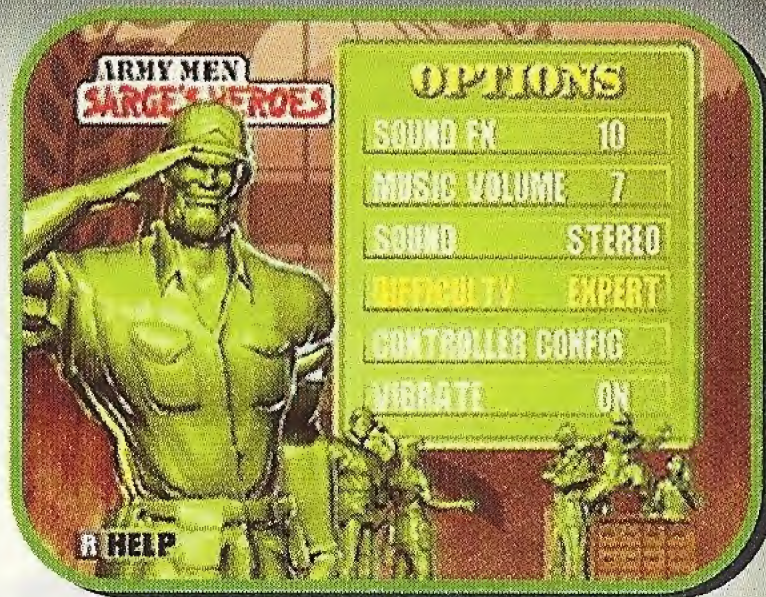 ARMY MEN
SARGE'S HEROES
OPTIONS
SOUND FX 10
MUSIC VOLUME 7
SOUND STEREO
DIFFICULTY EXPERT
CONTROLLER CONFIG
VIBRATE ON
R HELP